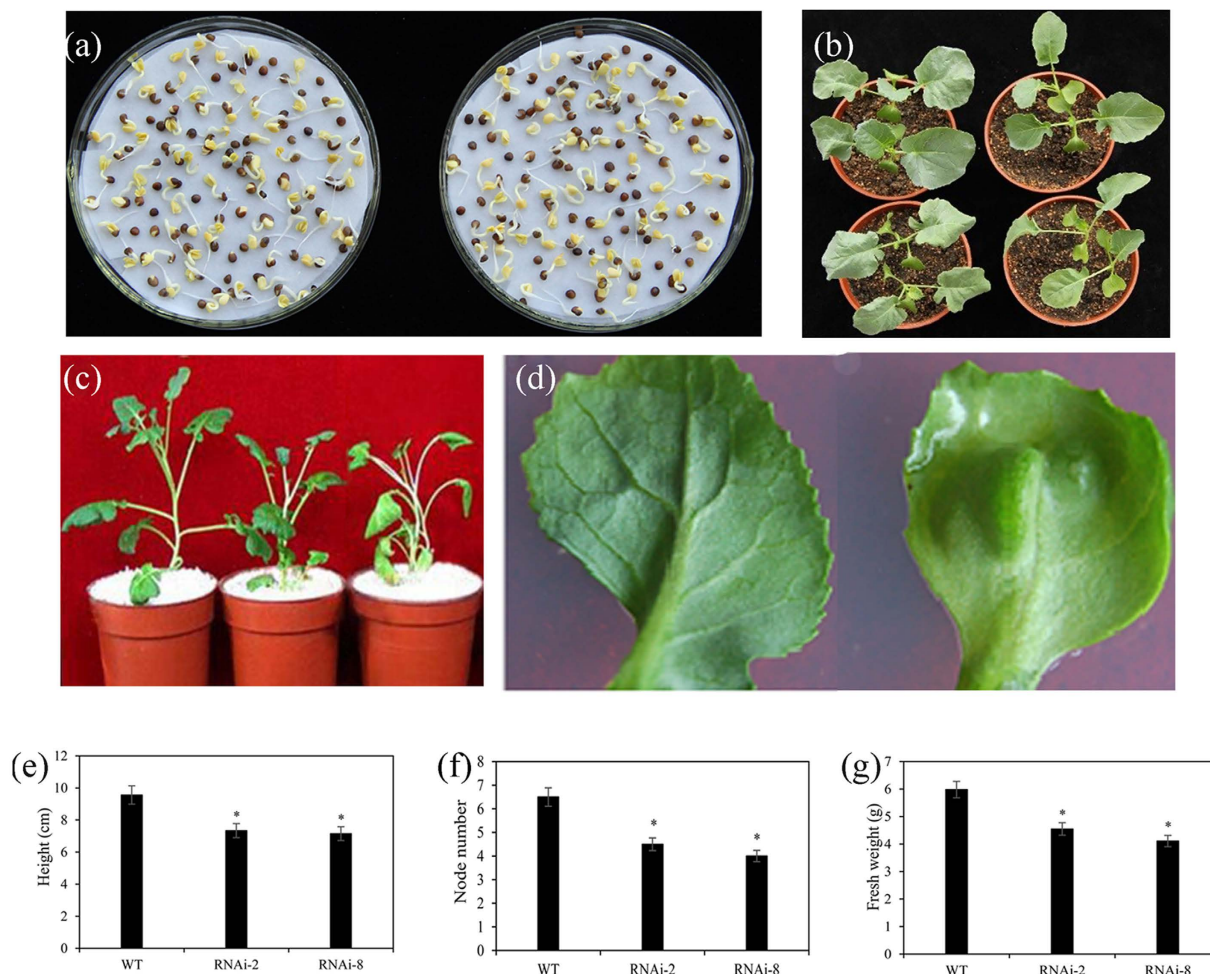 (a)
(b)
(c)
(d)
(e)
12
10
8
6
4
2
0
Height (cm)
WT
RNAi-2
RNAi-8
*
*
(f)
8
7
6
5
4
3
2
1
0
Node number
WT
RNAi-2
RNAi-8
*
*
(g)
7
6
5
4
3
2
1
0
Fresh weight (g)
WT
RNAi-2
RNAi-8
*
*